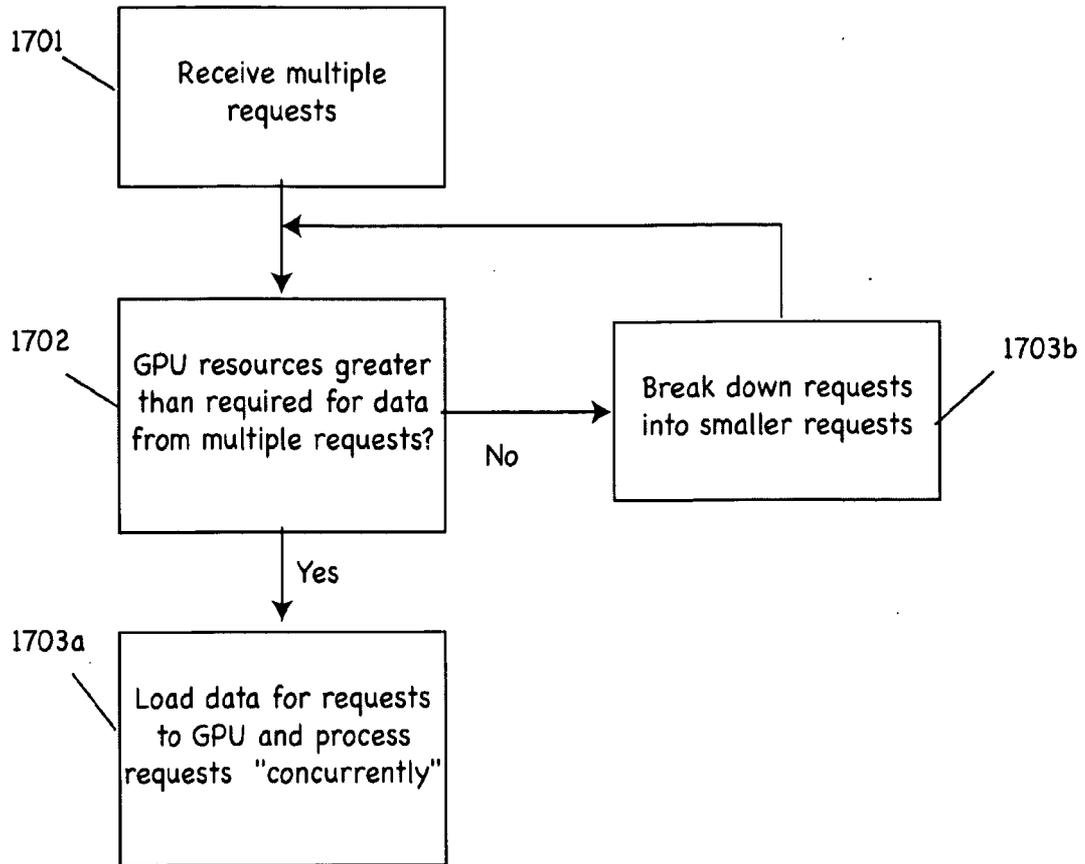 1701
Receive multiple
requests
1702
GPU resources greater
than required for data
from multiple requests?
No
1703b
Break down requests
into smaller requests
Yes
1703a
Load data for requests
to GPU and process
requests "concurrently"